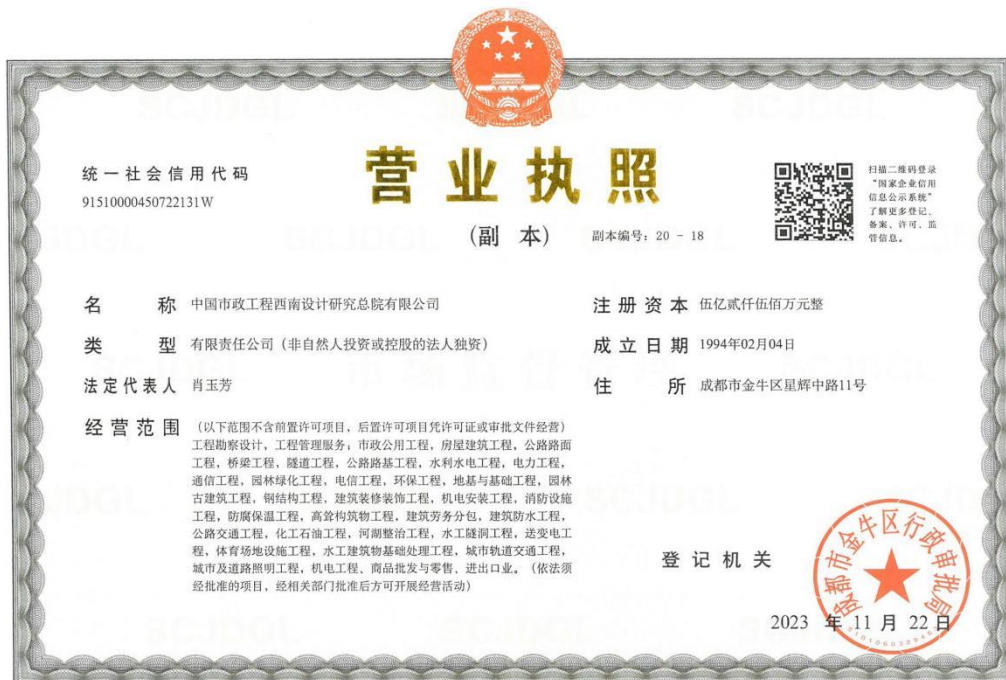 营业执照
(副 本)
副本编号：20 - 18
统一社会信用代码
91510000450722131W
扫描二维码登录
“国家企业信用
信息公示系统”
了解更多登记、
备案、许可、监
管信息。
名 称 中国市政工程西南设计研究总院有限公司
类 型 有限责任公司（非自然人投资或控股的法人独资）
法定代表人 肖玉芳
经营范围 （以下范围不含前置许可项目、后置许可项目凭许可证或审批文件经营）
工程勘察设计，工程管理服务；市政公用工程，房屋建筑工程，公路路面
工程，桥梁工程，隧道工程，公路路基工程，水利水电工程，电力工程，
通信工程，园林绿化工程，电信工程，环保工程，地基与基础工程，园林
古建筑工程，钢结构工程，建筑装修装饰工程，机电安装工程，消防设施
工程，防腐保温工程，高耸构筑物工程，建筑劳务分包，建筑防水工程，
公路交通工程，化工石油工程，河湖整治工程，水工隧洞工程，送变电工
程，体育场地设施工程，水工建筑物基础处理工程，城市轨道交通工程，
城市及道路照明工程，机电工程、商品批发与零售、进出口业。（依法须
经批准的项目，经相关部门批准后方可开展经营活动）
注册资本 伍亿贰仟伍佰万元整
成立日期 1994年02月04日
住 所 成都市金牛区星辉中路11号
登记机关
成都市金牛区行政审批局
2023 年 11 月 22 日
SCJDGL
市场监督管理